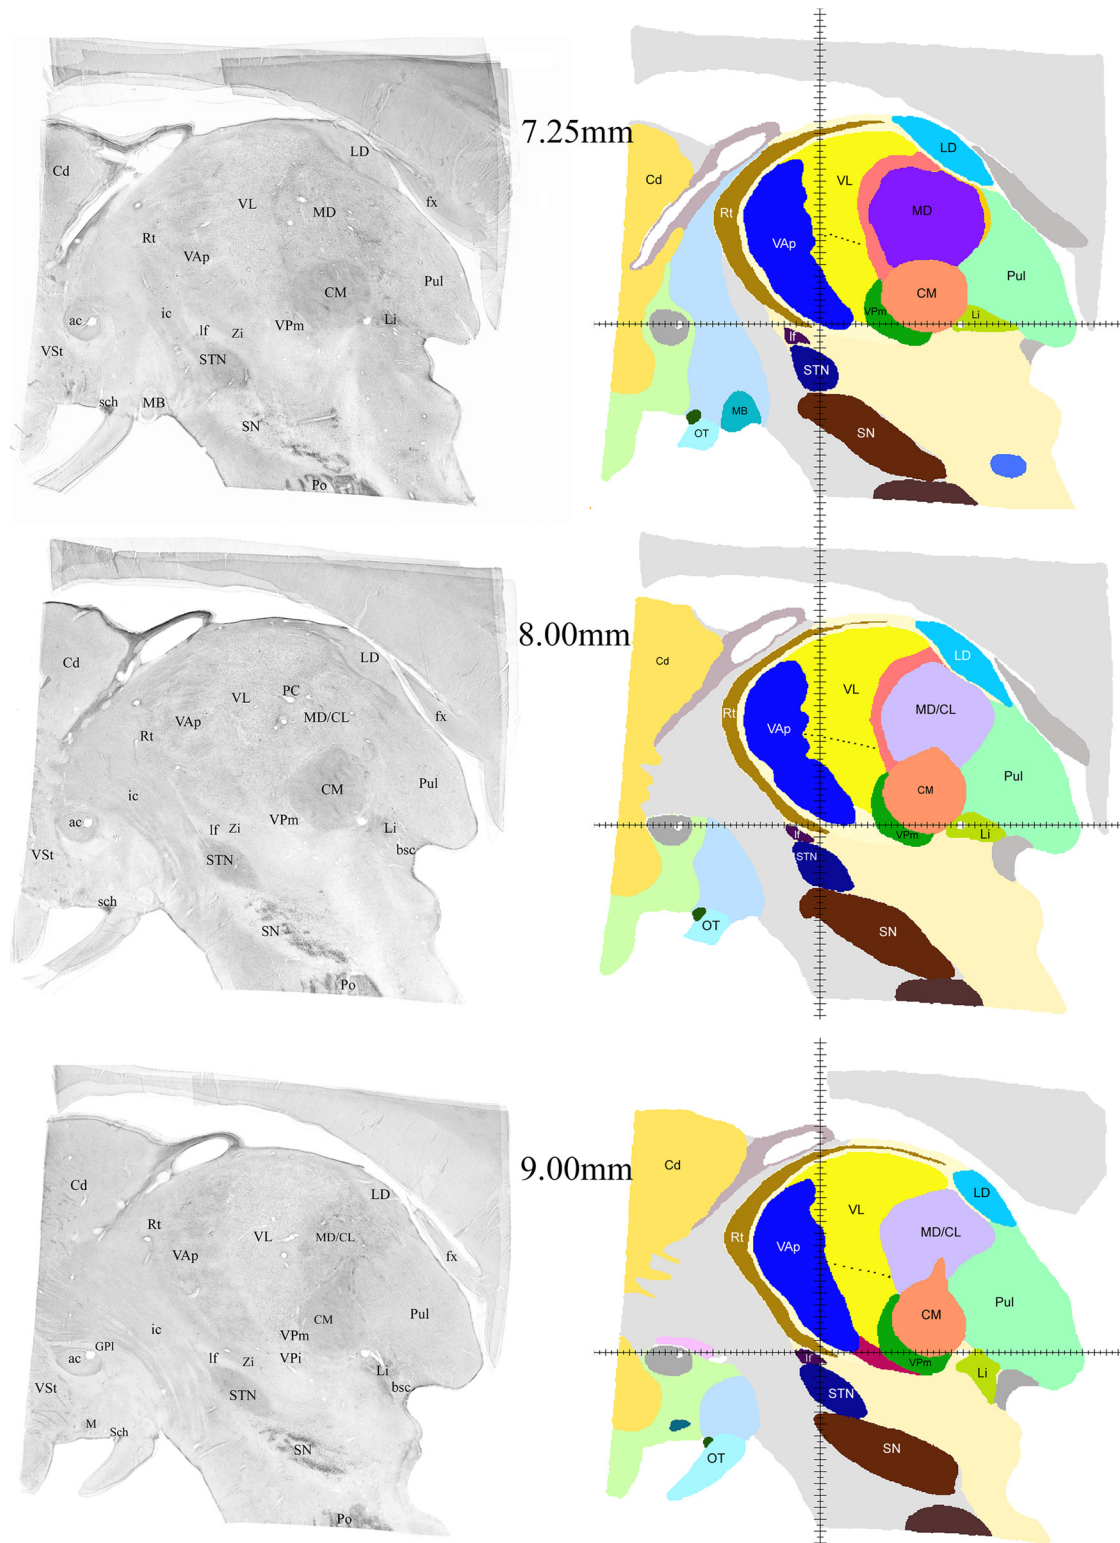 7.25mm
Cd
LD
VL
MD
fx
Rt
VAp
Pul
CM
ac
ic
lf
Zi
VPm
Li
VSt
STN
sch
MB
SN
Po
LD
Cd
VL
Rt
MD
VAp
Pul
CM
VPm
Li
lf
STN
MB
OT
SN
8.00mm
Cd
LD
VL
PC
VAp
MD/CL
fx
Rt
Pul
ic
CM
ac
lf
Zi
VPm
Li
VSt
STN
bsc
sch
SN
Po
Cd
LD
VL
Rt
MD/CL
VAp
Pul
CM
lf
VPm
Li
STN
OT
SN
9.00mm
Cd
LD
Rt
VL
MD/CL
VAp
fx
CM
Pul
ic
VPm
GPl
ac
lf
Zi
VPi
Li
VSt
STN
bsc
M
Sch
SN
Po
Cd
LD
VL
MD/CL
Rt
VAp
Pul
CM
lf
VPm
Li
STN
OT
SN